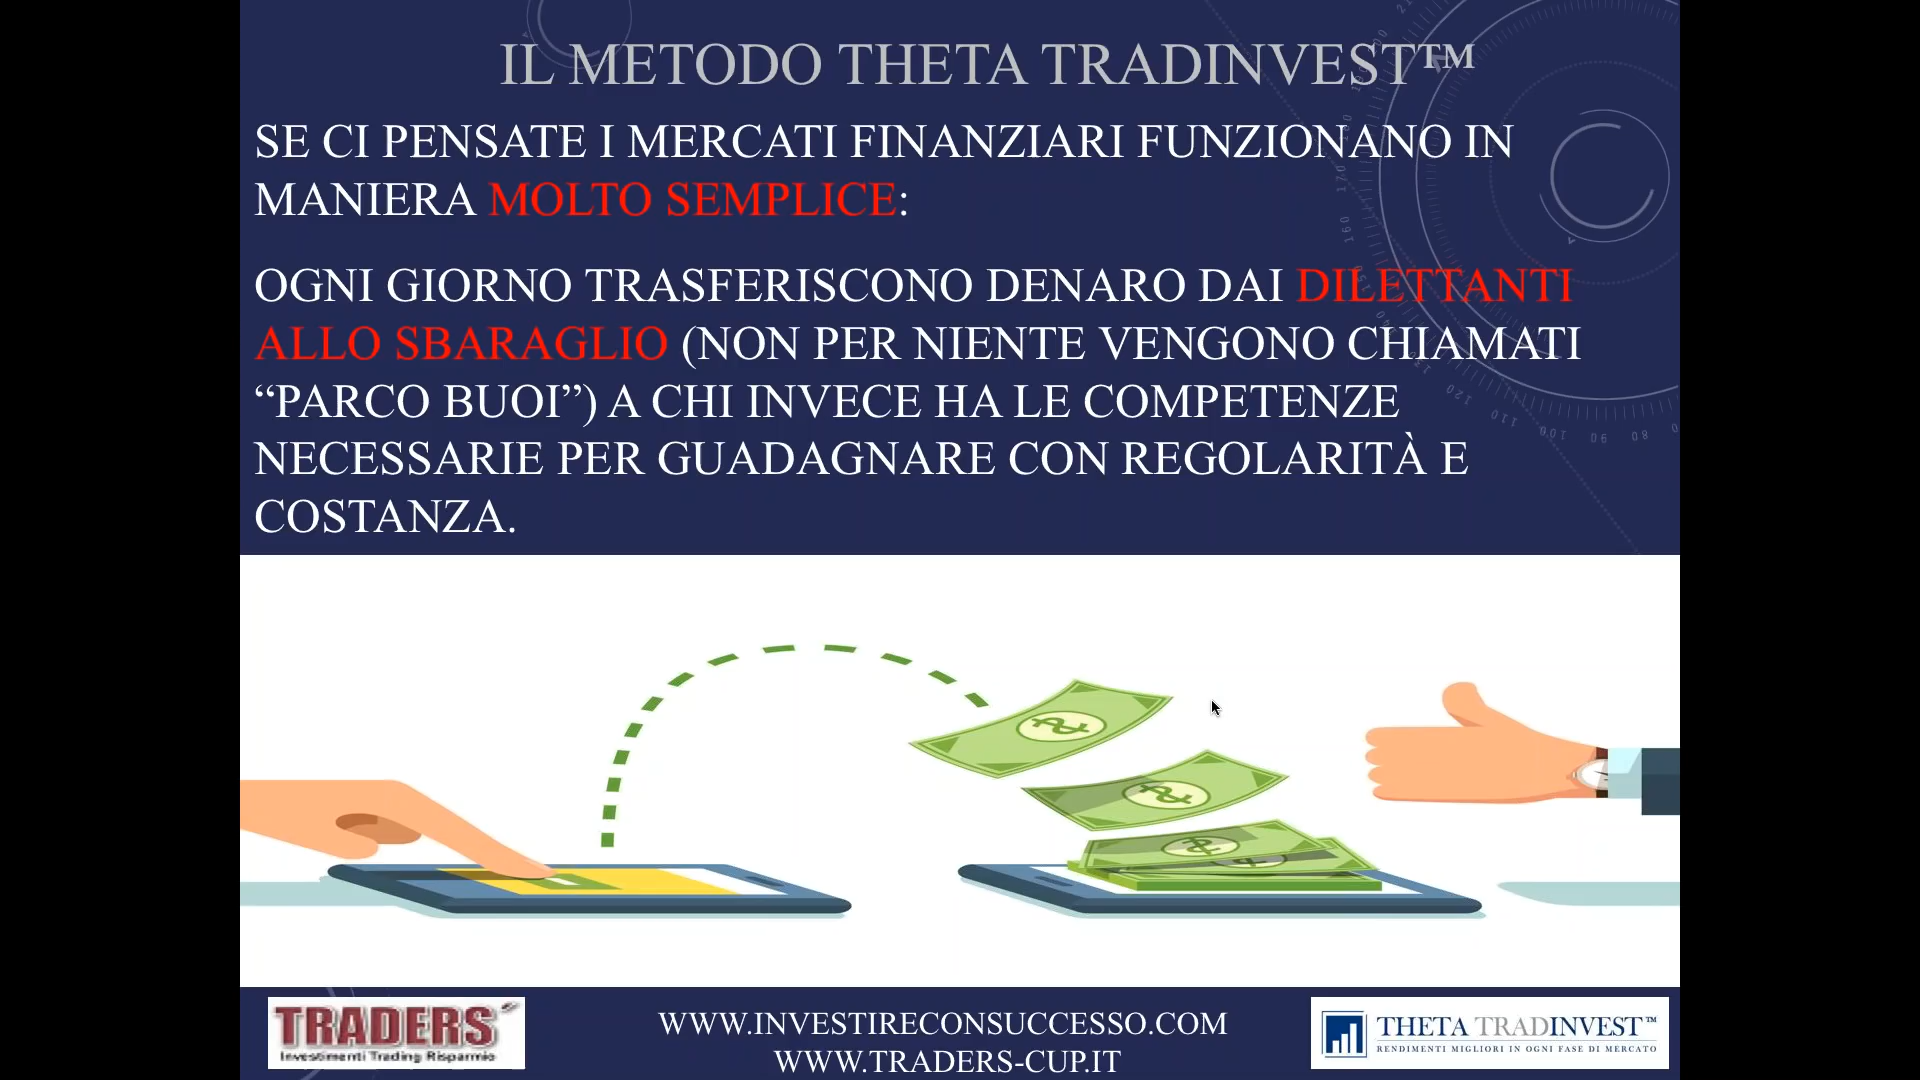 IL METODO THETA TRADINVEST™
SE CI PENSATE I MERCATI FINANZIARI FUNZIONANO IN
MANIERA MOLTO SEMPLICE:
OGNI GIORNO TRASFERISCONO DENARO DAI DILETTANTI
ALLO SBARAGLIO (NON PER NIENTE VENGONO CHIAMATI
“PARCO BUOI”) A CHI INVECE HA LE COMPETENZE
NECESSARIE PER GUADAGNARE CON REGOLARITÀ E
COSTANZA.
TRADERS'
Investimenti Trading Risparmio
WWW.INVESTIRECONSUCCESSO.COM
WWW.TRADERS-CUP.IT
THETA TRADINVEST™
RENDIMENTI MIGLIORI IN OGNI FASE DI MERCATO